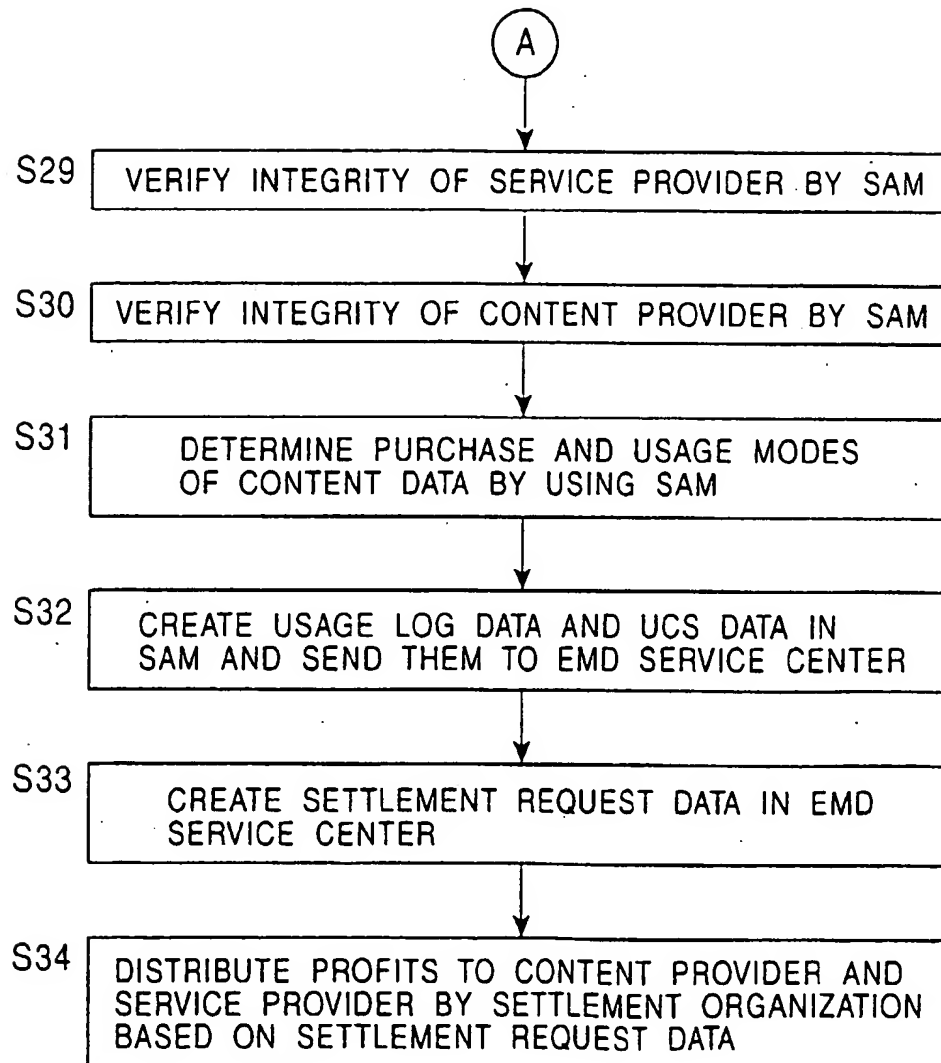 A
S29
VERIFY INTEGRITY OF SERVICE PROVIDER BY SAM
S30
VERIFY INTEGRITY OF CONTENT PROVIDER BY SAM
S31
DETERMINE PURCHASE AND USAGE MODES
OF CONTENT DATA BY USING SAM
S32
CREATE USAGE LOG DATA AND UCS DATA IN
SAM AND SEND THEM TO EMD SERVICE CENTER
S33
CREATE SETTLEMENT REQUEST DATA IN EMD
SERVICE CENTER
S34
DISTRIBUTE PROFITS TO CONTENT PROVIDER AND
SERVICE PROVIDER BY SETTLEMENT ORGANIZATION
BASED ON SETTLEMENT REQUEST DATA